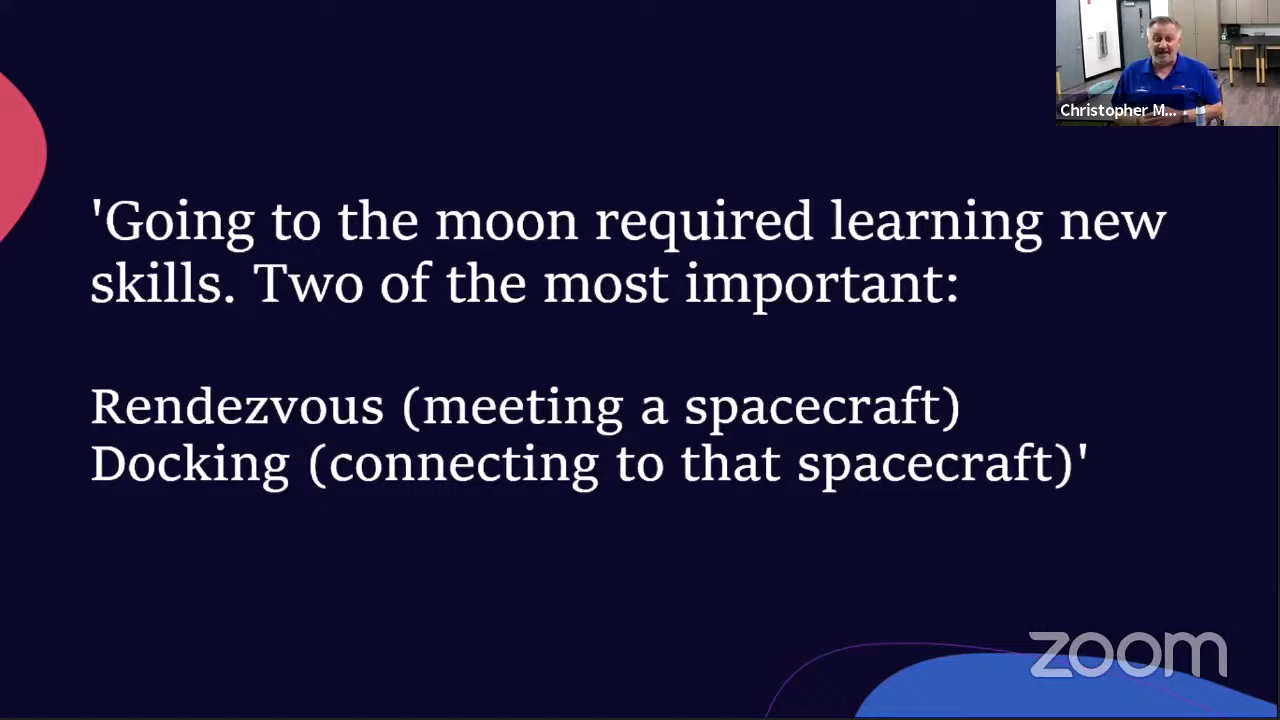 Christopher M...
'Going to the moon required learning new
skills. Two of the most important:
Rendezvous (meeting a spacecraft)
Docking (connecting to that spacecraft)'
zoom